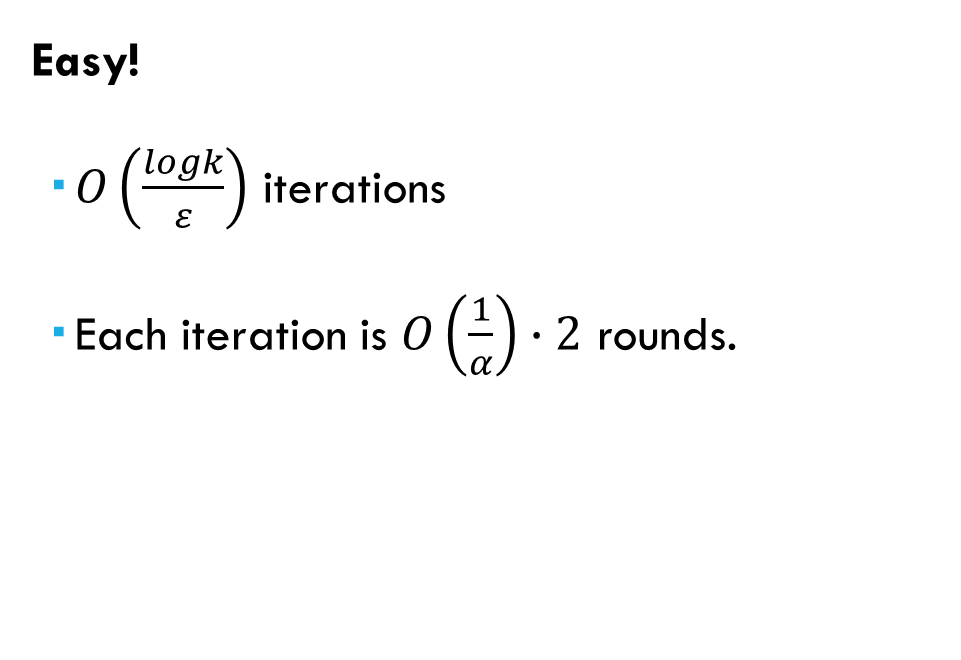 Easy!
▪ 𝑂(𝑙𝑜𝑔𝑘/𝜀) iterations
▪ Each iteration is 𝑂(1/𝛼) · 2 rounds.